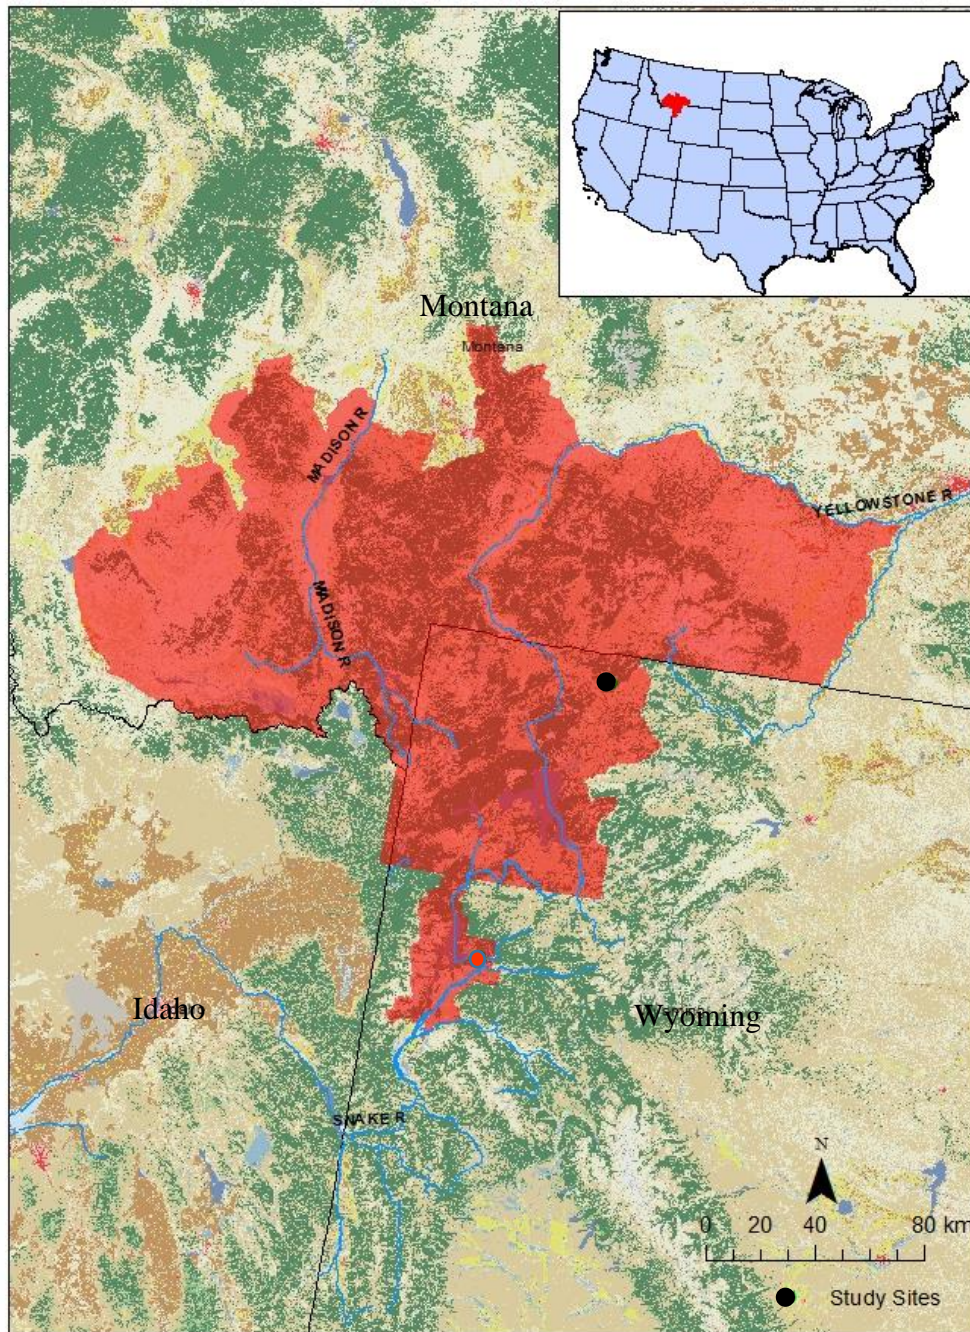 Montana
Montana
MADISON R
YELLOWSTONE R
MADISON R
Idaho
Wyoming
SNAKE R
N
0 20 40 80 km
Study Sites